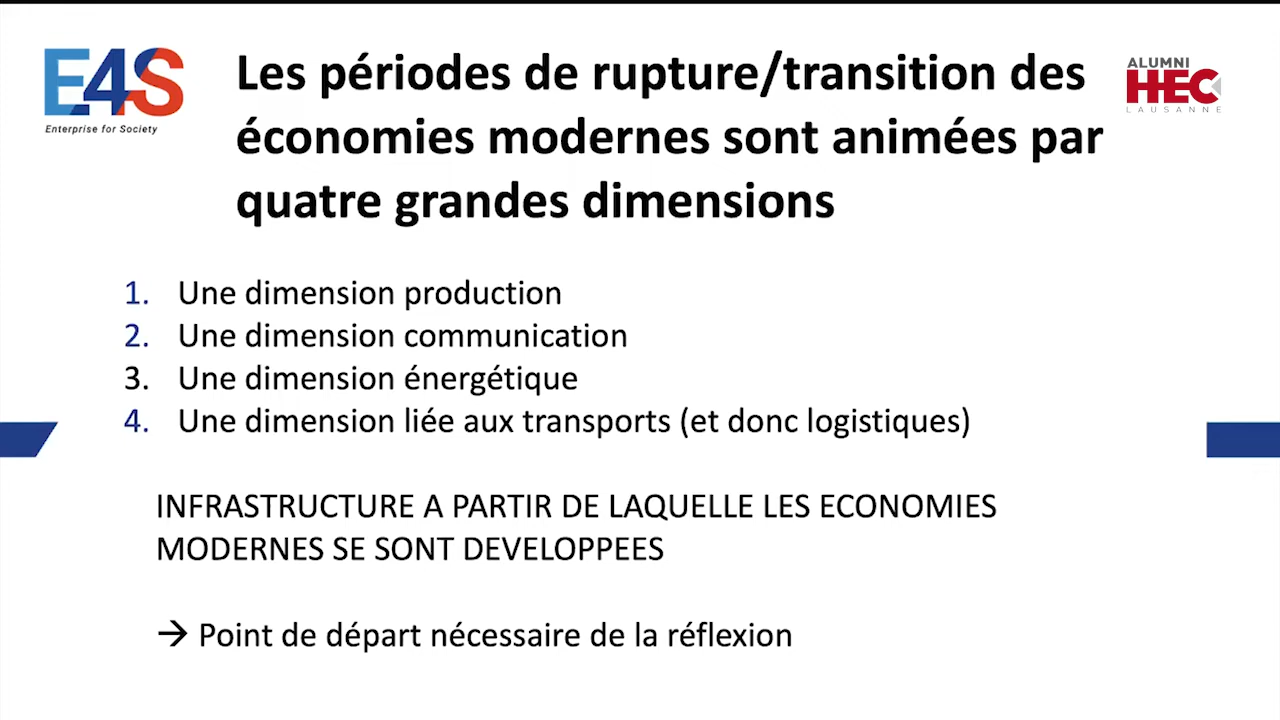 E4S
Enterprise for Society
Les périodes de rupture/transition des
économies modernes sont animées par
quatre grandes dimensions
ALUMNI
HEC
LAUSANNE
1. Une dimension production
2. Une dimension communication
3. Une dimension énergétique
4. Une dimension liée aux transports (et donc logistiques)
INFRASTRUCTURE A PARTIR DE LAQUELLE LES ECONOMIES
MODERNES SE SONT DEVELOPPEES
→ Point de départ nécessaire de la réflexion